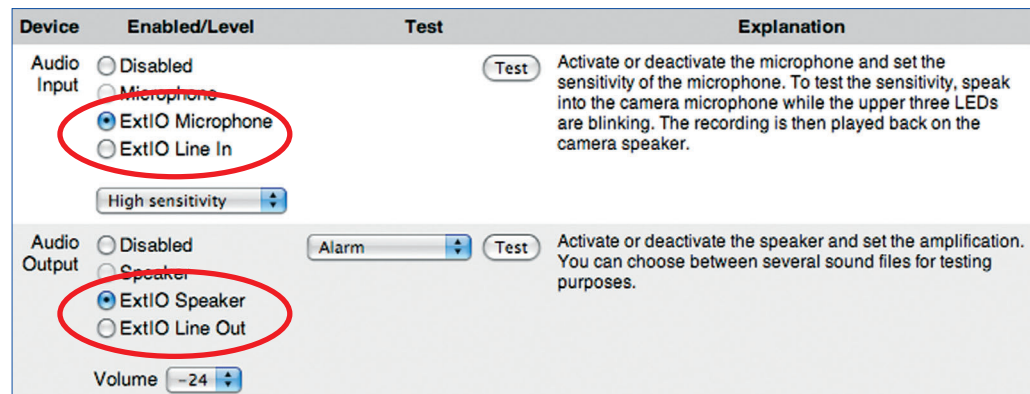 Device Enabled/Level Test Explanation
Audio Input
Disabled
Microphone
ExtIO Microphone
ExtIO Line In
High sensitivity
Test
Activate or deactivate the microphone and set the
sensitivity of the microphone. To test the sensitivity, speak
into the camera microphone while the upper three LEDs
are blinking. The recording is then played back on the
camera speaker.
Audio Output
Disabled
Speaker
ExtIO Speaker
ExtIO Line Out
Volume -24
Alarm
Test
Activate or deactivate the speaker and set the amplification.
You can choose between several sound files for testing
purposes.